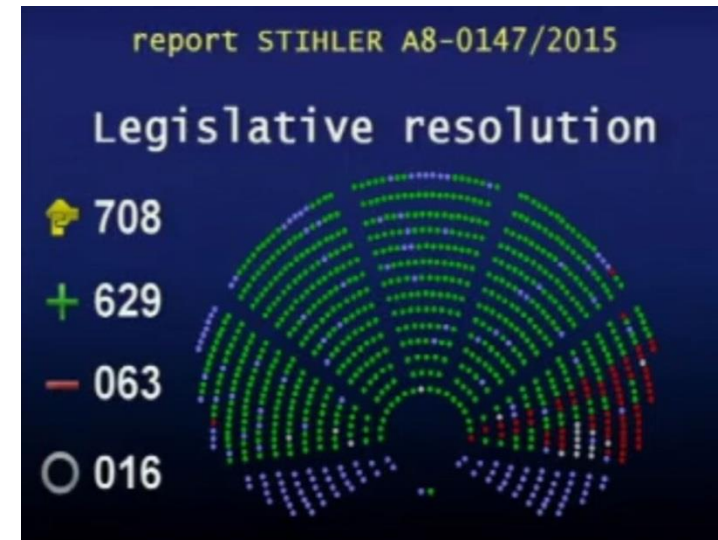 report STIHLER A8-0147/2015
Legislative resolution
708
+ 629
- 063
016